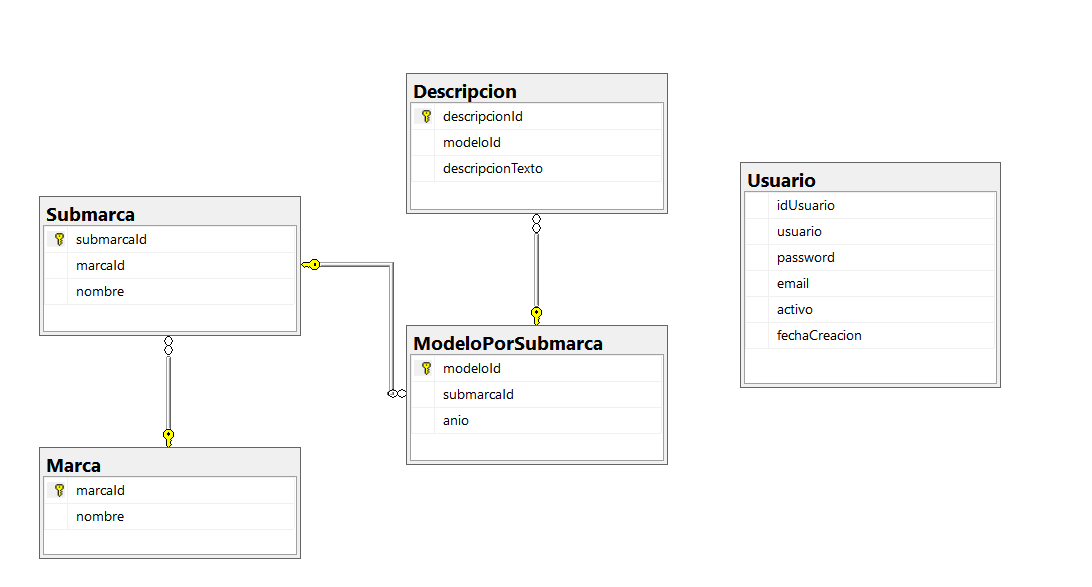 Descripcion
descripcionId
modeloId
descripcionTexto
Usuario
idUsuario
usuario
password
email
activo
fechaCreacion
Submarca
submarcaId
marcaId
nombre
ModeloPorSubmarca
modeloId
submarcaId
anio
Marca
marcaId
nombre